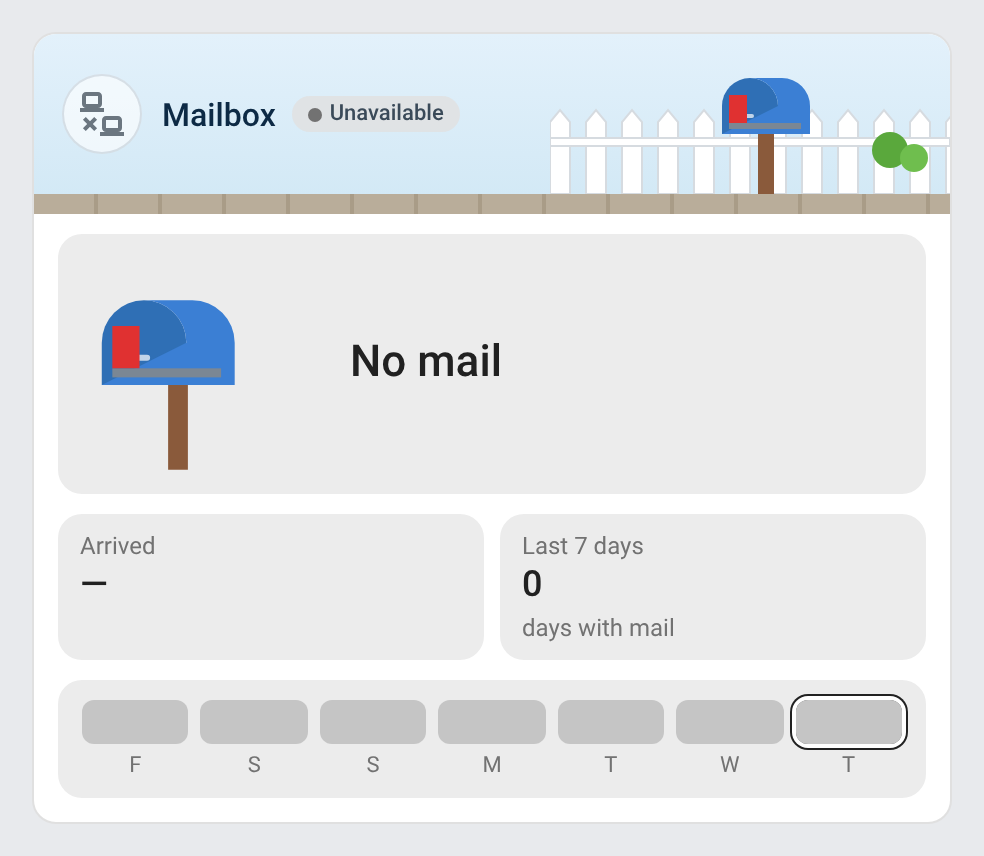 Mailbox
Unavailable
No mail
Arrived
—
Last 7 days
0
days with mail
F S S M T W T